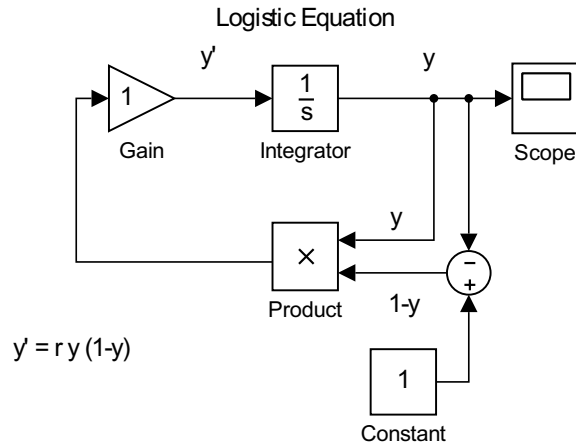 Logistic Equation
y'
y
1
1
s
Gain
Integrator
Scope
y
−
×
+
Product
1-y
y' = r y (1-y)
1
Constant